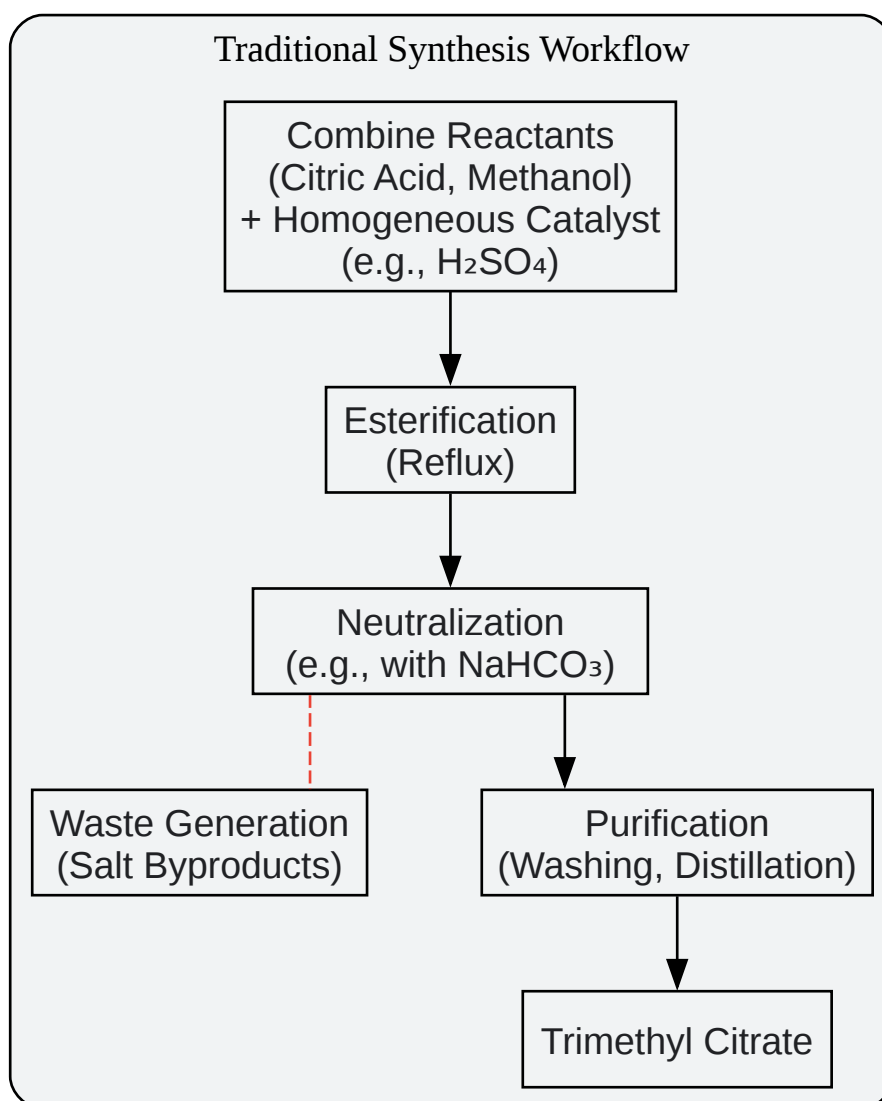 Traditional Synthesis Workflow
Combine Reactants
(Citric Acid, Methanol)
+ Homogeneous Catalyst
(e.g., H₂SO₄)
Esterification
(Reflux)
Neutralization
(e.g., with NaHCO₃)
Waste Generation
(Salt Byproducts)
Purification
(Washing, Distillation)
Trimethyl Citrate